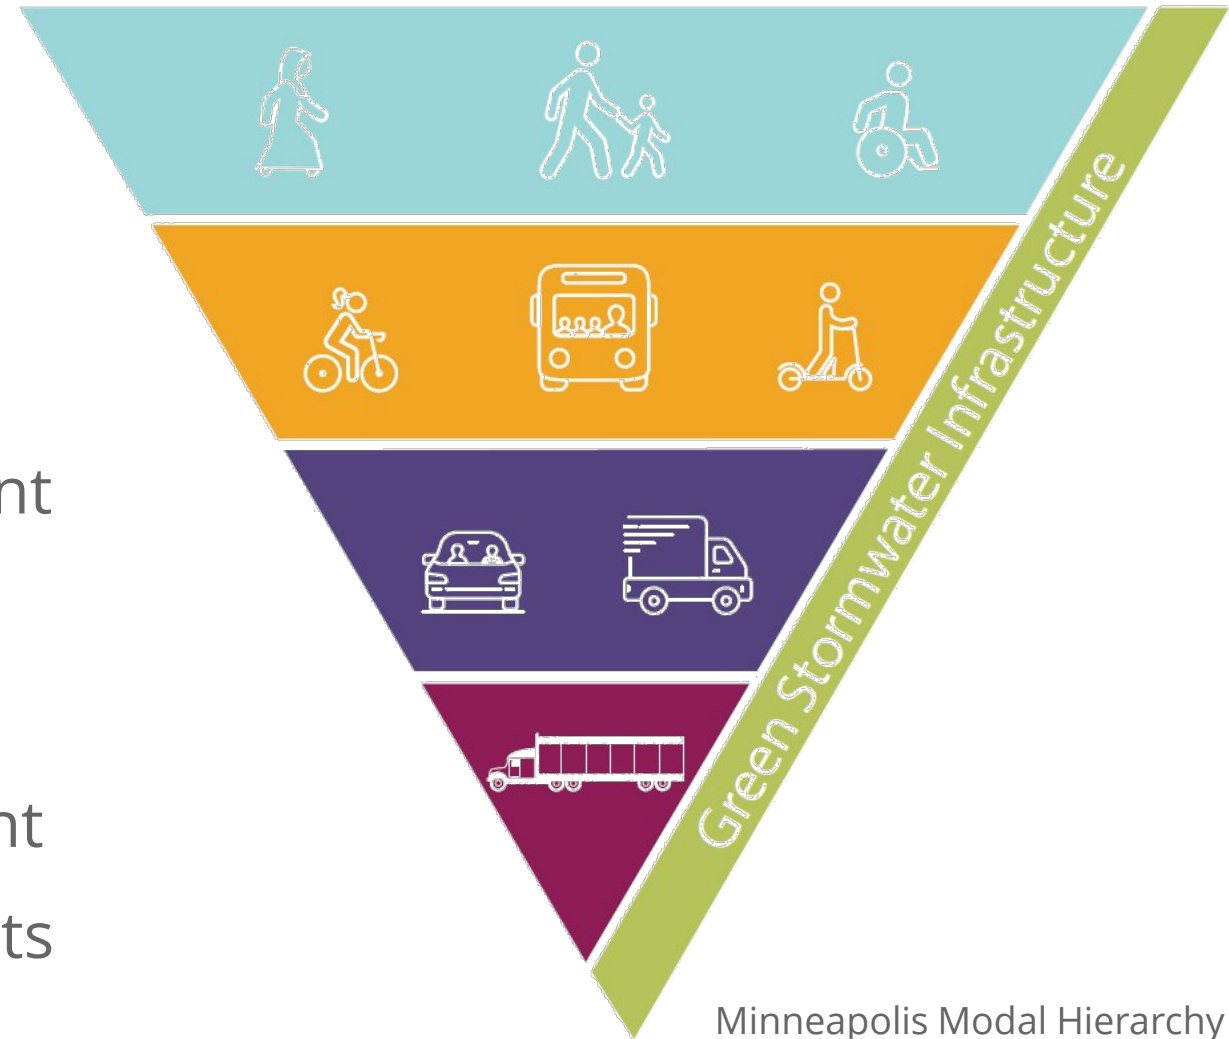 nt
nt
ts
Green Stormwater Infrastructure
Minneapolis Modal Hierarchy